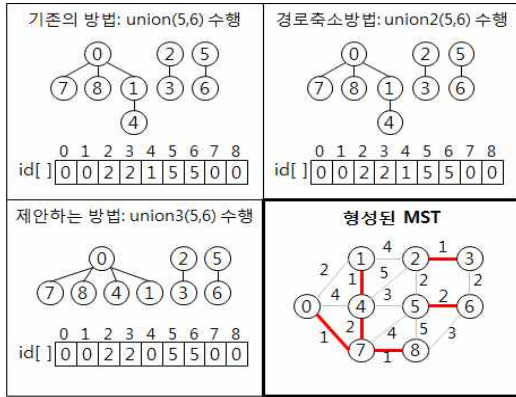 기존의 방법: union(5,6) 수행
0 2 5
7 8 1 3 6
4
0 1 2 3 4 5 6 7 8
id[ ] 0 0 2 2 1 5 5 0 0
경로축소방법: union2(5,6) 수행
0 2 5
7 8 1 3 6
4
0 1 2 3 4 5 6 7 8
id[ ] 0 0 2 2 1 5 5 0 0
제안하는 방법: union3(5,6) 수행
0 2 5
7 8 4 1 3 6
0 1 2 3 4 5 6 7 8
id[ ] 0 0 2 2 0 5 5 0 0
형성된 MST
4 1
1 2 3
2 1 5 2 2
4 3 2
0 4 5 6
1 2 4 5 3
7 1 8